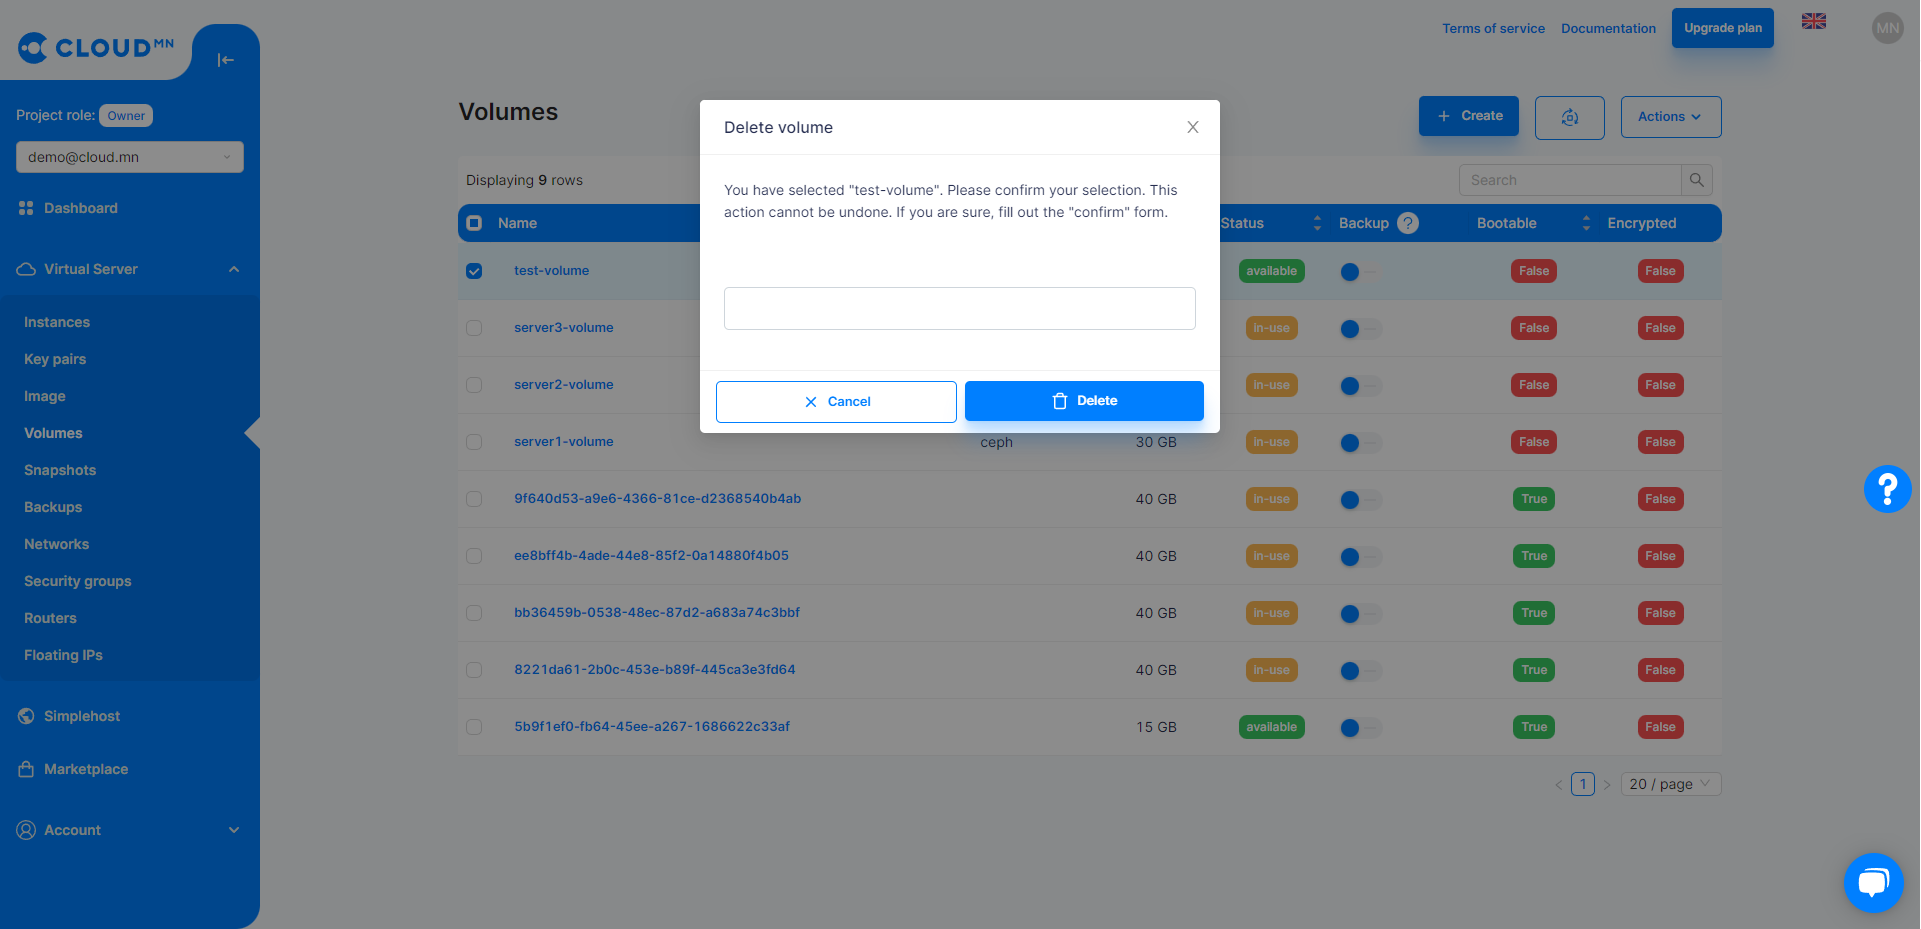 CLOUD MN
Terms of service
Documentation
Upgrade plan
MN
Project role: Owner
demo@cloud.mn
Dashboard
Virtual Server
Instances
Key pairs
Image
Volumes
Snapshots
Backups
Networks
Security groups
Routers
Floating IPs
Simplehost
Marketplace
Account
Volumes
Create
Actions
Displaying 9 rows
Search
Name Status Backup ? Bootable Encrypted
test-volume available False False
server3-volume in-use False False
server2-volume in-use False False
server1-volume ceph 30 GB in-use False False
9f640d53-a9e6-4366-81ce-d2368540b4ab 40 GB in-use True False
ee8bff4b-4ade-44e8-85f2-0a14880f4b05 40 GB in-use True False
bb36459b-0538-48ec-87d2-a683a74c3bbf 40 GB in-use True False
8221da61-2b0c-453e-b89f-445ca3e3fd64 40 GB in-use True False
5b9f1ef0-fb64-45ee-a267-1686622c33af 15 GB available True False
1
20 / page
Delete volume
You have selected "test-volume". Please confirm your selection. This
action cannot be undone. If you are sure, fill out the "confirm" form.
Cancel
Delete
?